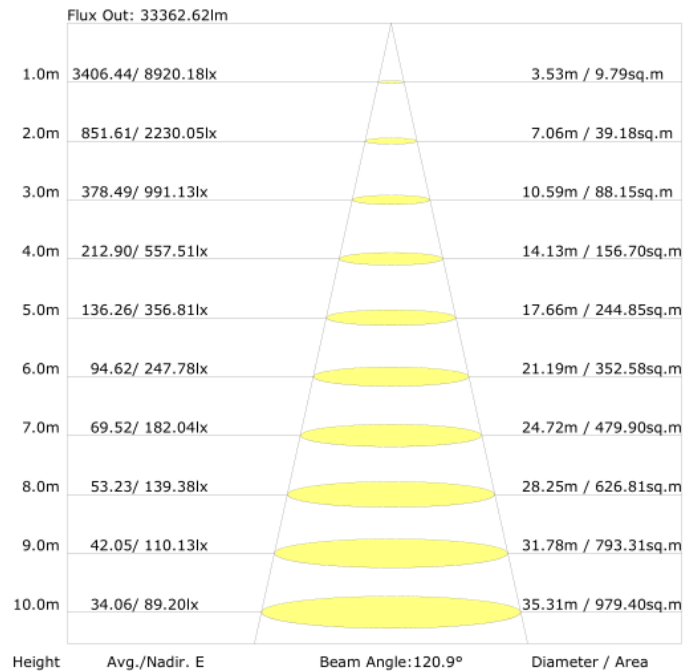 Flux Out: 33362.62lm
1.0m 3406.44/ 8920.18lx 3.53m / 9.79sq.m
2.0m 851.61/ 2230.05lx 7.06m / 39.18sq.m
3.0m 378.49/ 991.13lx 10.59m / 88.15sq.m
4.0m 212.90/ 557.51lx 14.13m / 156.70sq.m
5.0m 136.26/ 356.81lx 17.66m / 244.85sq.m
6.0m 94.62/ 247.78lx 21.19m / 352.58sq.m
7.0m 69.52/ 182.04lx 24.72m / 479.90sq.m
8.0m 53.23/ 139.38lx 28.25m / 626.81sq.m
9.0m 42.05/ 110.13lx 31.78m / 793.31sq.m
10.0m 34.06/ 89.20lx 35.31m / 979.40sq.m
Height Avg./Nadir. E Beam Angle:120.9° Diameter / Area